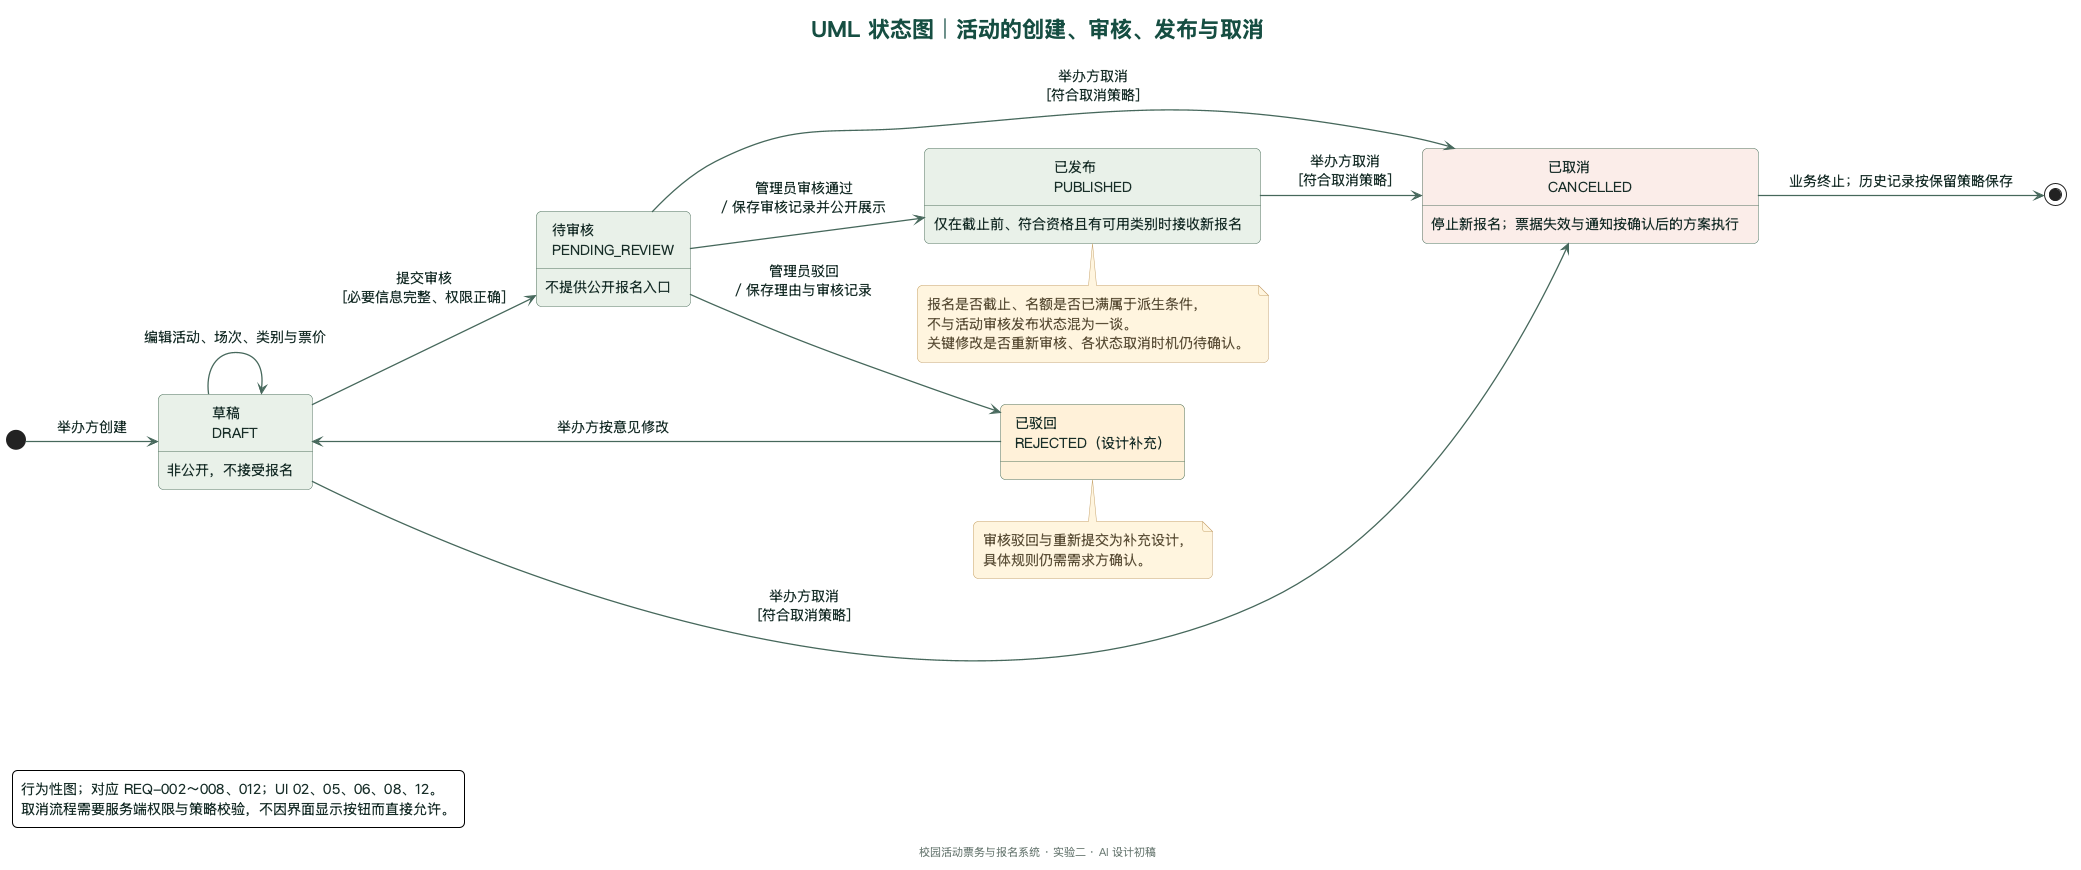 UML 状态图｜活动的创建、审核、发布与取消
举办方取消
[符合取消策略]
已发布
PUBLISHED
仅在截止前、符合资格且有可用类别时接收新报名
举办方取消
[符合取消策略]
已取消
CANCELLED
停止新报名；票据失效与通知按确认后的方案执行
业务终止；历史记录按保留策略保存
管理员审核通过
/ 保存审核记录并公开展示
待审核
PENDING_REVIEW
不提供公开报名入口
管理员驳回
/ 保存理由与审核记录
提交审核
[必要信息完整、权限正确]
报名是否截止、名额是否已满属于派生条件，
不与活动审核发布状态混为一谈。
关键修改是否重新审核、各状态取消时机仍待确认。
编辑活动、场次、类别与票价
举办方创建
草稿
DRAFT
非公开，不接受报名
举办方按意见修改
已驳回
REJECTED（设计补充）
审核驳回与重新提交为补充设计，
具体规则仍需需求方确认。
举办方取消
[符合取消策略]
行为性图；对应 REQ-002～008、012；UI 02、05、06、08、12。
取消流程需要服务端权限与策略校验，不因界面显示按钮而直接允许。
校园活动票务与报名系统 · 实验二 · AI 设计初稿